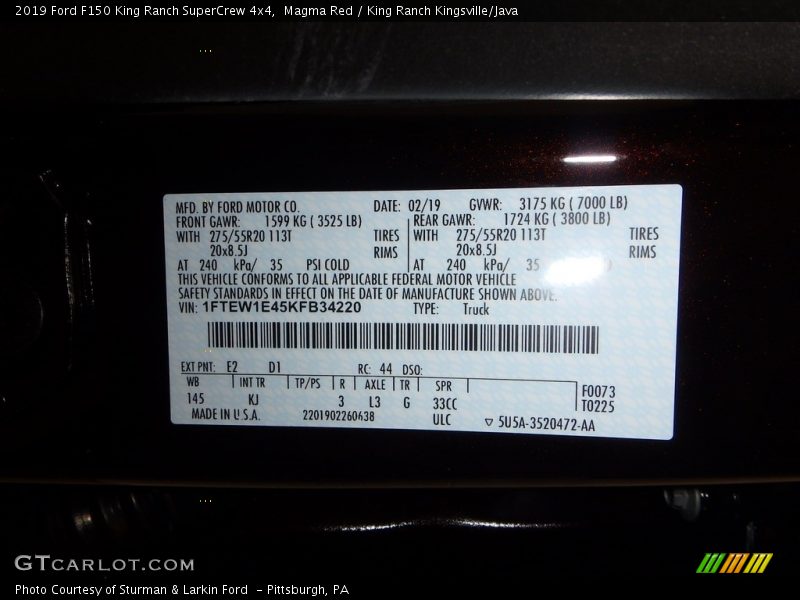 2019 Ford F150 King Ranch SuperCrew 4x4,  Magma Red / King Ranch Kingsville/Java
MFD. BY FORD MOTOR CO. DATE: 02/19 GVWR: 3175 KG ( 7000 LB)
FRONT GAWR: 1599 KG ( 3525 LB) REAR GAWR: 1724 KG ( 3800 LB)
WITH 275/55R20 113T TIRES WITH 275/55R20 113T TIRES
20x8.5J RIMS 20x8.5J RIMS
AT 240 kPa/ 35 PSI COLD AT 240 kPa/ 35
THIS VEHICLE CONFORMS TO ALL APPLICABLE FEDERAL MOTOR VEHICLE
SAFETY STANDARDS IN EFFECT ON THE DATE OF MANUFACTURE SHOWN ABOVE.
VIN: 1FTEW1E45KFB34220 TYPE: Truck
EXT PNT: E2 D1 RC: 44 DSO:
WB INT TR TP/PS R AXLE TR SPR F0073
145 KJ 3 L3 G 33CC T0225
MADE IN U.S.A. 2201902260638 ULC ▽ 5U5A-3520472-AA
GTCARLOT.COM
Photo Courtesy of Sturman & Larkin Ford  - Pittsburgh, PA